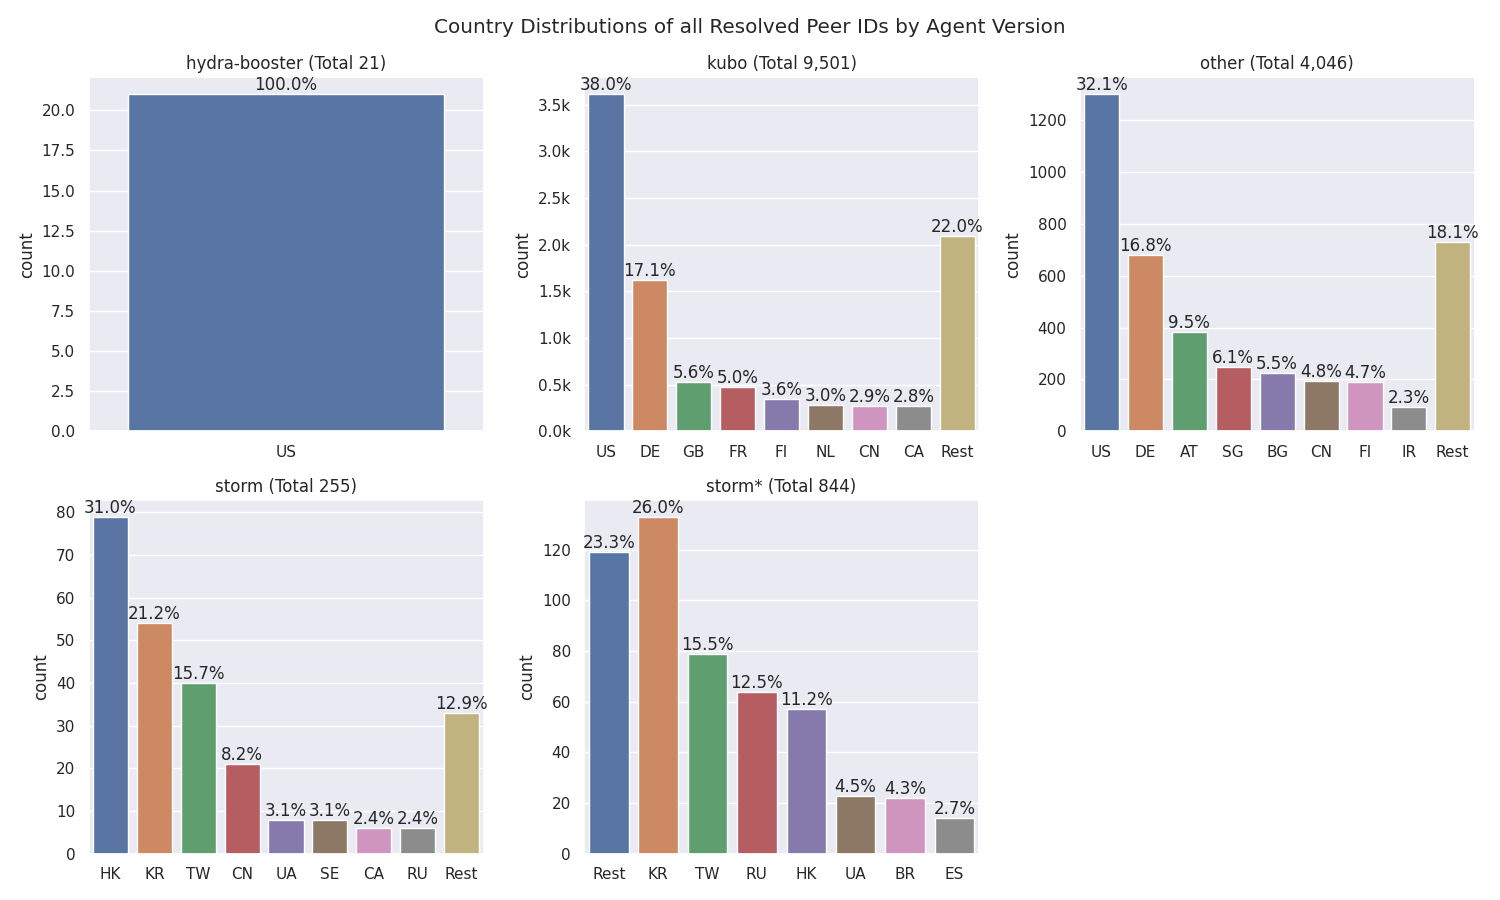 Country Distributions of all Resolved Peer IDs by Agent Version
hydra-booster (Total 21)
100.0%
20.0
17.5
15.0
12.5
10.0
7.5
5.0
2.5
0.0
count
US
kubo (Total 9,501)
38.0%
17.1%
5.6%
5.0%
3.6%
3.0%
2.9%
2.8%
22.0%
3.5k
3.0k
2.5k
2.0k
1.5k
1.0k
0.5k
0.0k
count
US DE GB FR FI NL CN CA Rest
other (Total 4,046)
32.1%
16.8%
9.5%
6.1%
5.5%
4.8%
4.7%
2.3%
18.1%
1200
1000
800
600
400
200
0
count
US DE AT SG BG CN FI IR Rest
storm (Total 255)
31.0%
21.2%
15.7%
8.2%
3.1%
3.1%
2.4%
2.4%
12.9%
80
70
60
50
40
30
20
10
0
count
HK KR TW CN UA SE CA RU Rest
storm* (Total 844)
23.3%
26.0%
15.5%
12.5%
11.2%
4.5%
4.3%
2.7%
120
100
80
60
40
20
0
count
Rest KR TW RU HK UA BR ES